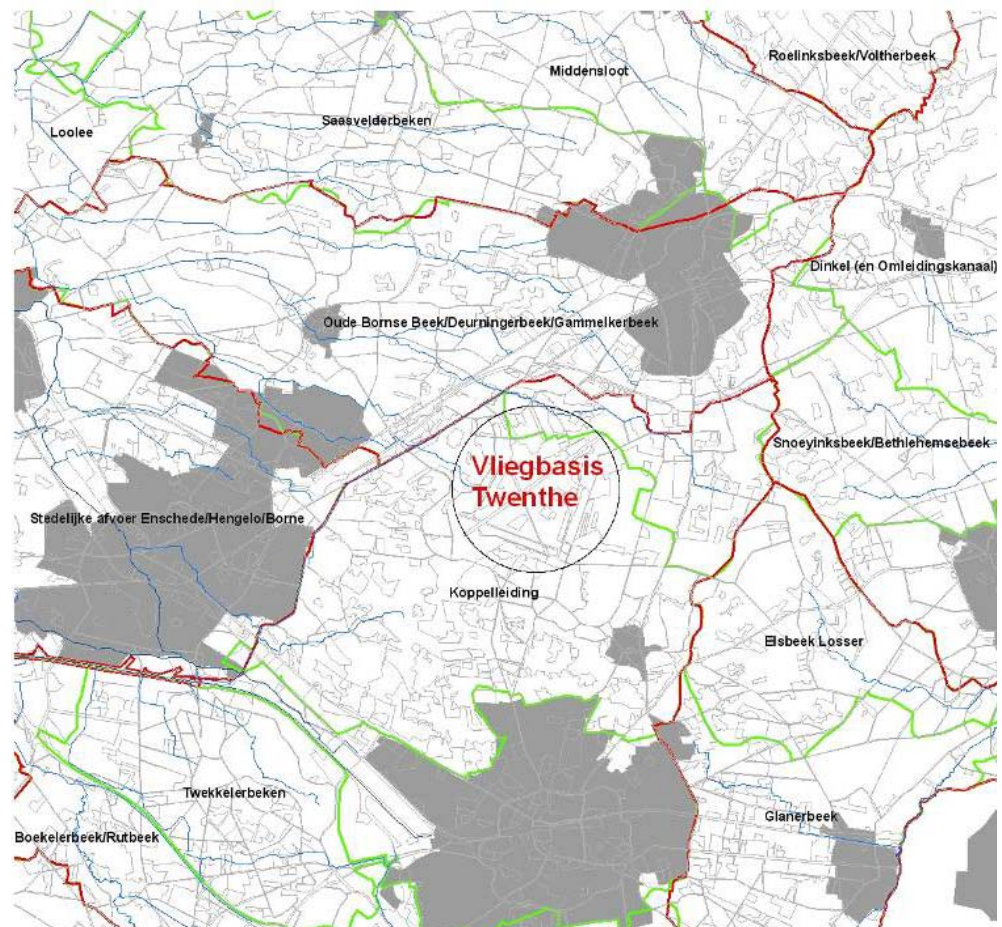 Roelinksbeek/Voltherbeek
Middensloot
Saasvelderbeken
Loolee
Dinkel (en Omleidingskanaal)
Oude Bornse Beek/Deurningerbeek/Gammelkerbeek
Snoeyinksbeek/Bethlehemsebeek
Vliegbasis
Twenthe
Stedelijke afvoer Enschede/Hengelo/Borne
Koppelleiding
Elsbeek Losser
Twekkelerbeken
Glanerbeek
Boekelerbeek/Rutbeek